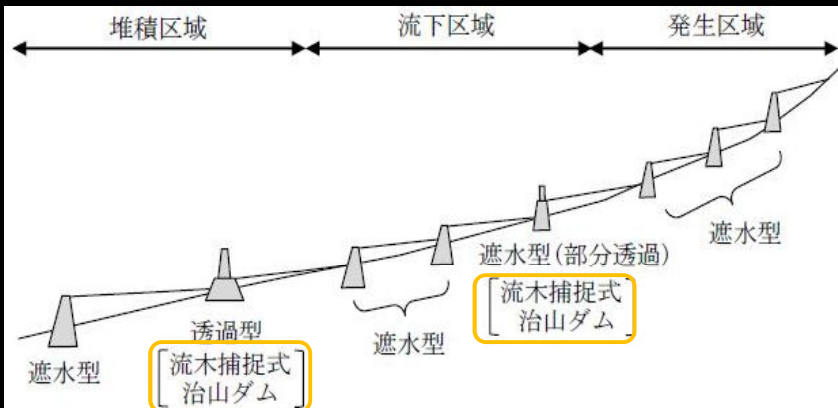 堆積区域
流下区域
発生区域
遮水型
遮水型(部分透過)
流木捕捉式
治山ダム
遮水型
透過型
流木捕捉式
治山ダム
遮水型